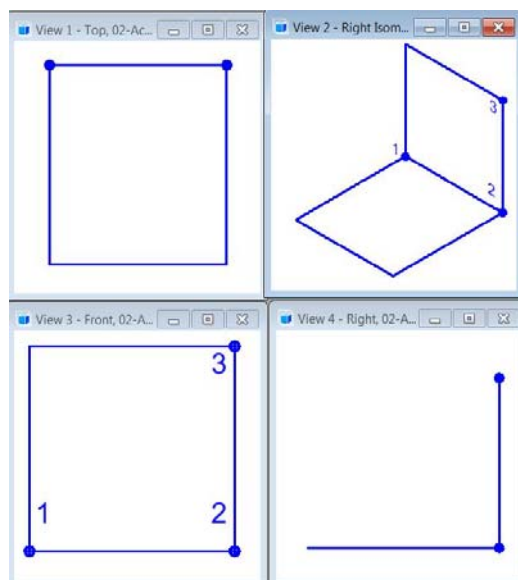 View 1 - Top, 02-Ac...
View 2 - Right Isom...
1
3
2
View 3 - Front, 02-A...
3
1
2
View 4 - Right, 02-A...